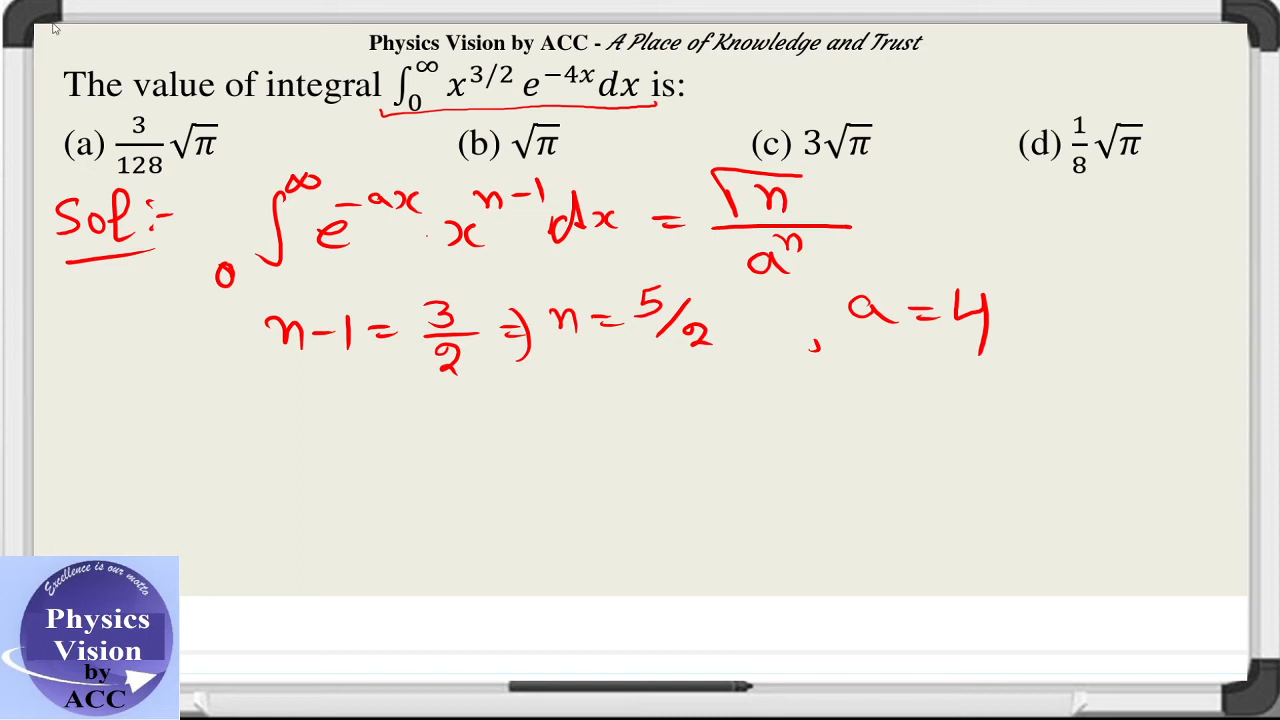 Physics Vision by ACC - A Place of Knowledge and Trust
The value of integral ∫₀^∞ x^{3/2} e^{−4x} dx is:
(a) 3/128 √π (b) √π (c) 3√π (d) 1/8 √π
Sol:- ∫₀^∞ e^{-ax} x^{n-1} dx = Γn / a^n
n-1 = 3/2 ⇒ n = 5/2 , a = 4
Excellence is our motto
Physics
Vision
by
ACC